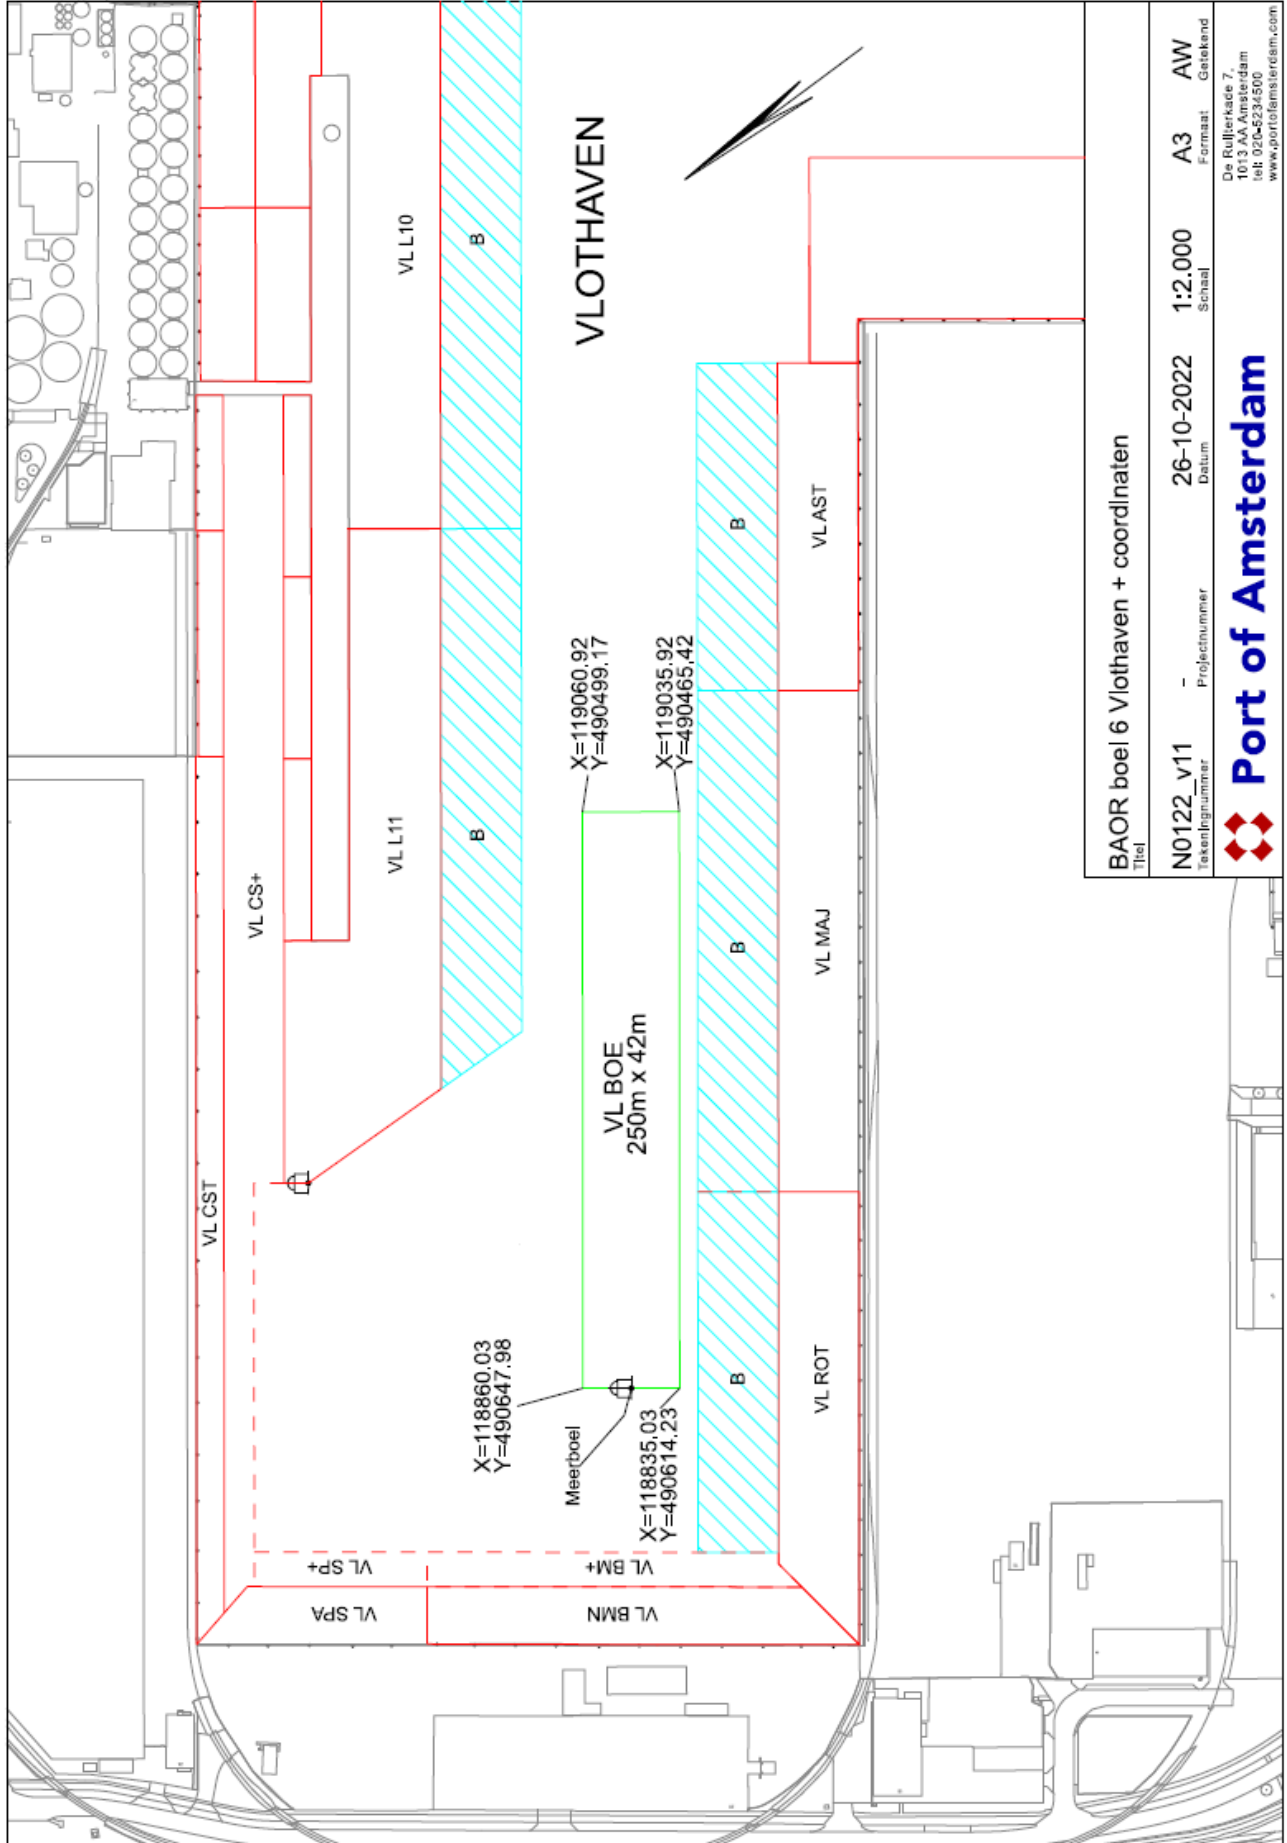 VLOTHAVEN
VL L10
B
VL CS+
VL L11
B
VL CST
X=119060.92
Y=490499.17
X=119035.92
Y=490465.42
VL BOE
250m x 42m
X=118860.03
Y=490647.98
Meerboei
X=118835.03
Y=490614.23
B
VL AST
B
VL MAJ
B
VL ROT
VL SP+
VL BM+
VL SPA
VL BMN
BAOR boei 6 Vlothaven + coordinaten
Titel
N0122_v11 - 26-10-2022 1:2.000 A3 AW
Tekeningnummer Projectnummer Datum Schaal Formaat Getekend
Port of Amsterdam
De Ruijterkade 7,
1013 AA Amsterdam
tel: 020-5234500
www.portofamsterdam.com